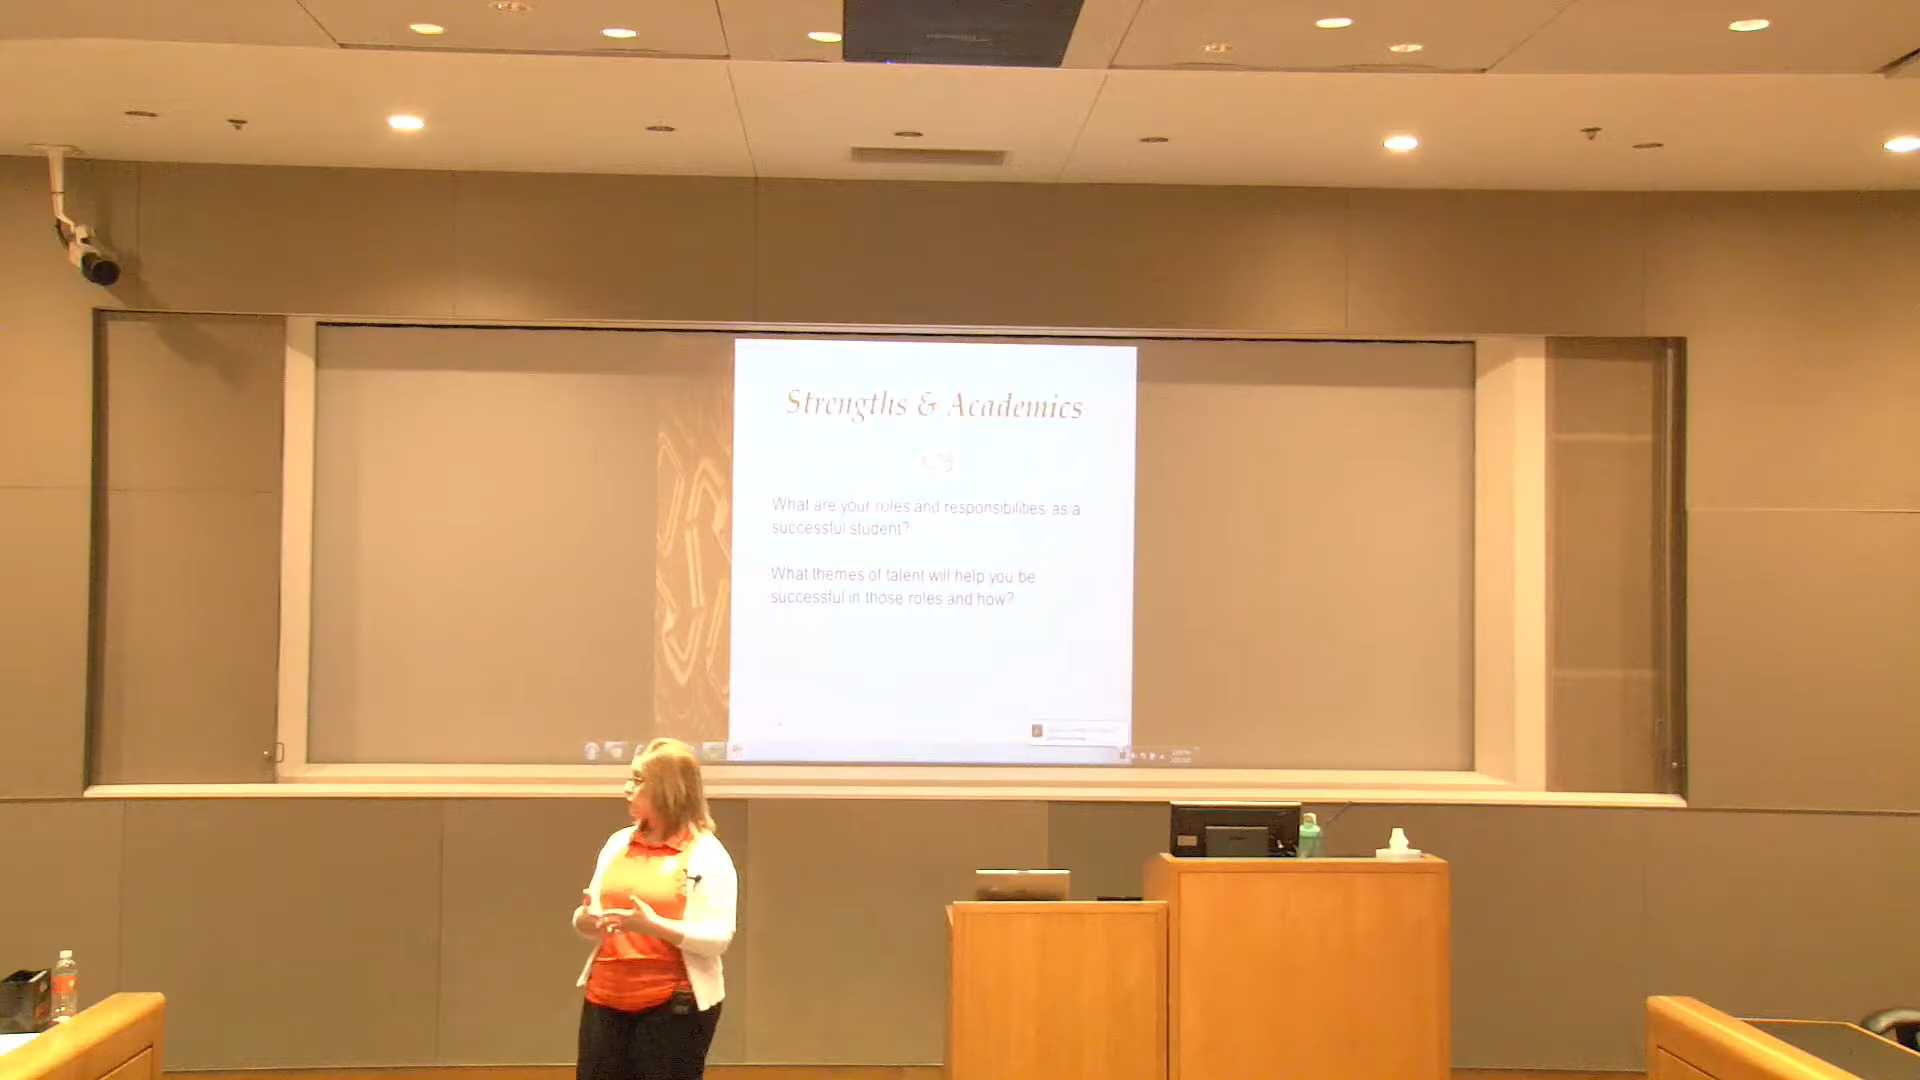 Strengths & Academics
What are your roles and responsibilities as a
successful student?
What themes of talent will help you be
successful in those roles and how?